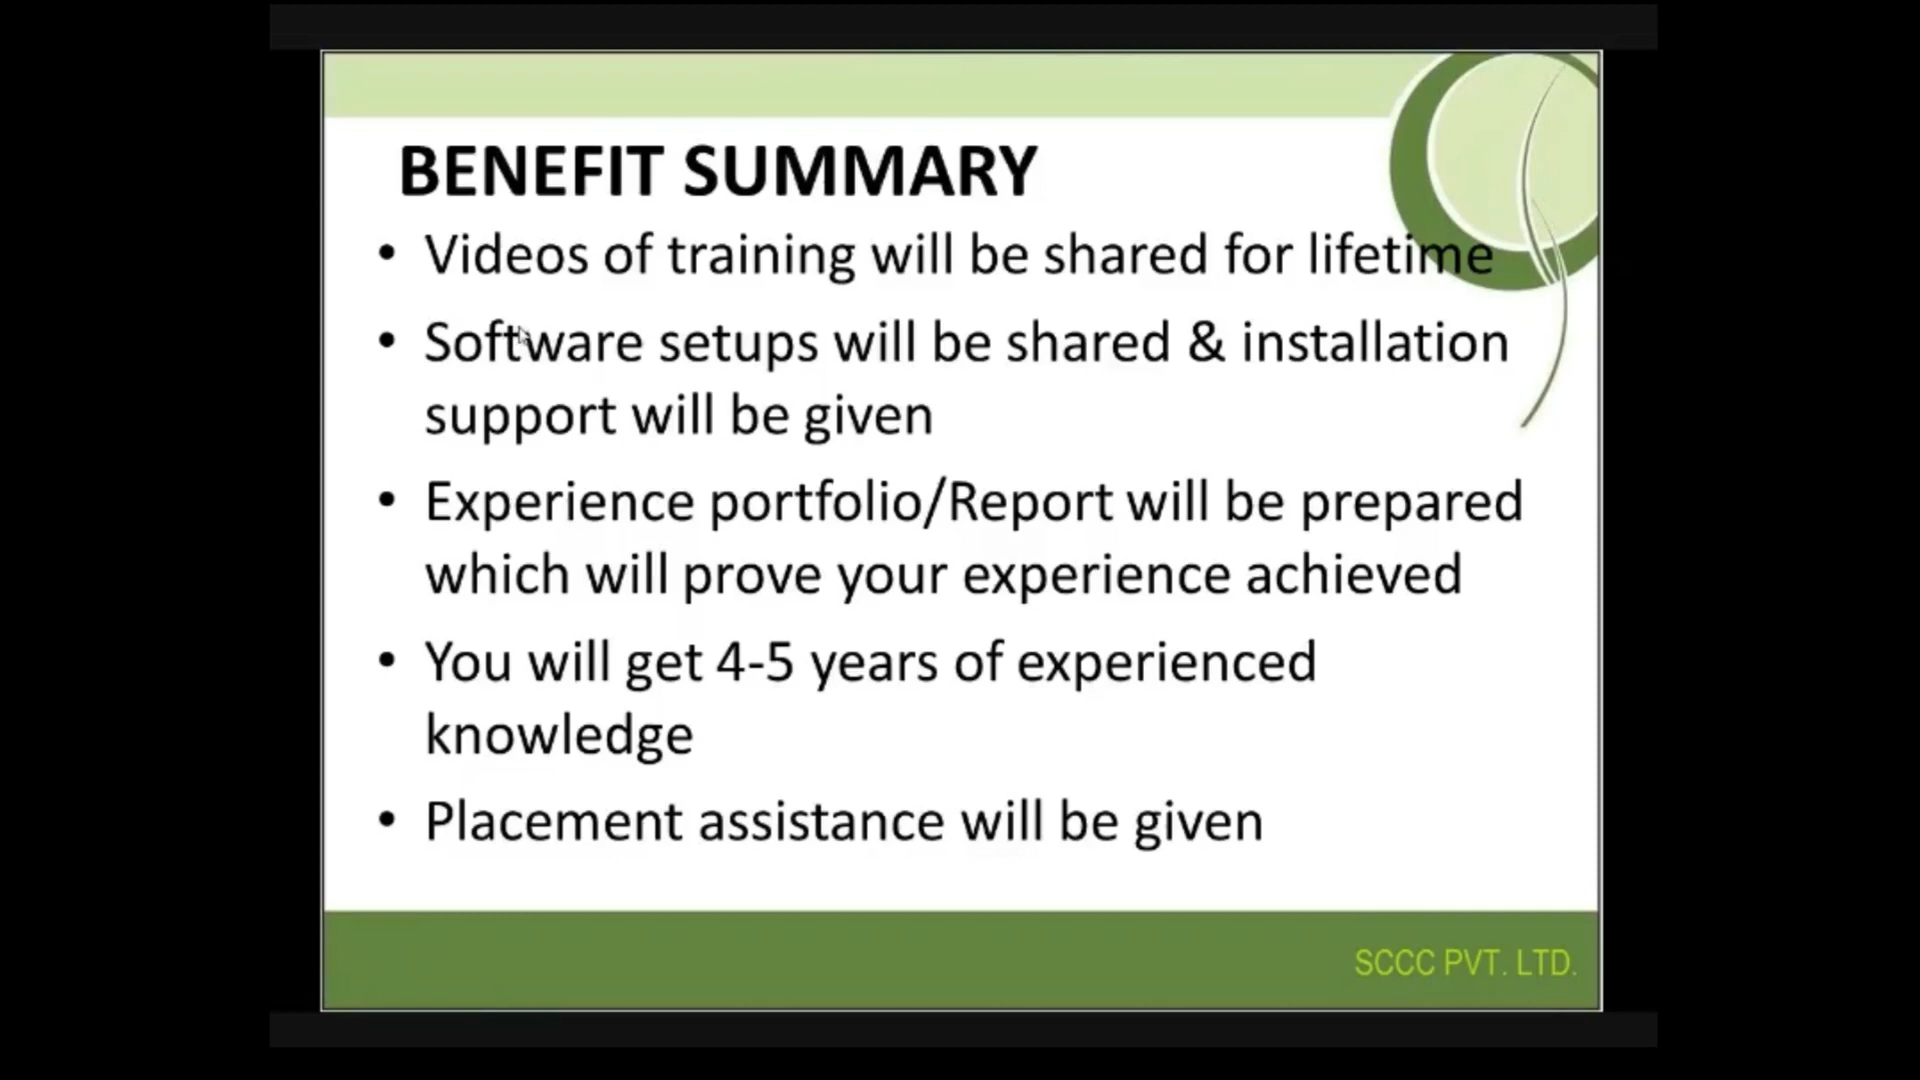 BENEFIT SUMMARY
• Videos of training will be shared for lifetime
• Software setups will be shared & installation
support will be given
• Experience portfolio/Report will be prepared
which will prove your experience achieved
• You will get 4-5 years of experienced
knowledge
• Placement assistance will be given
SCCC PVT. LTD.